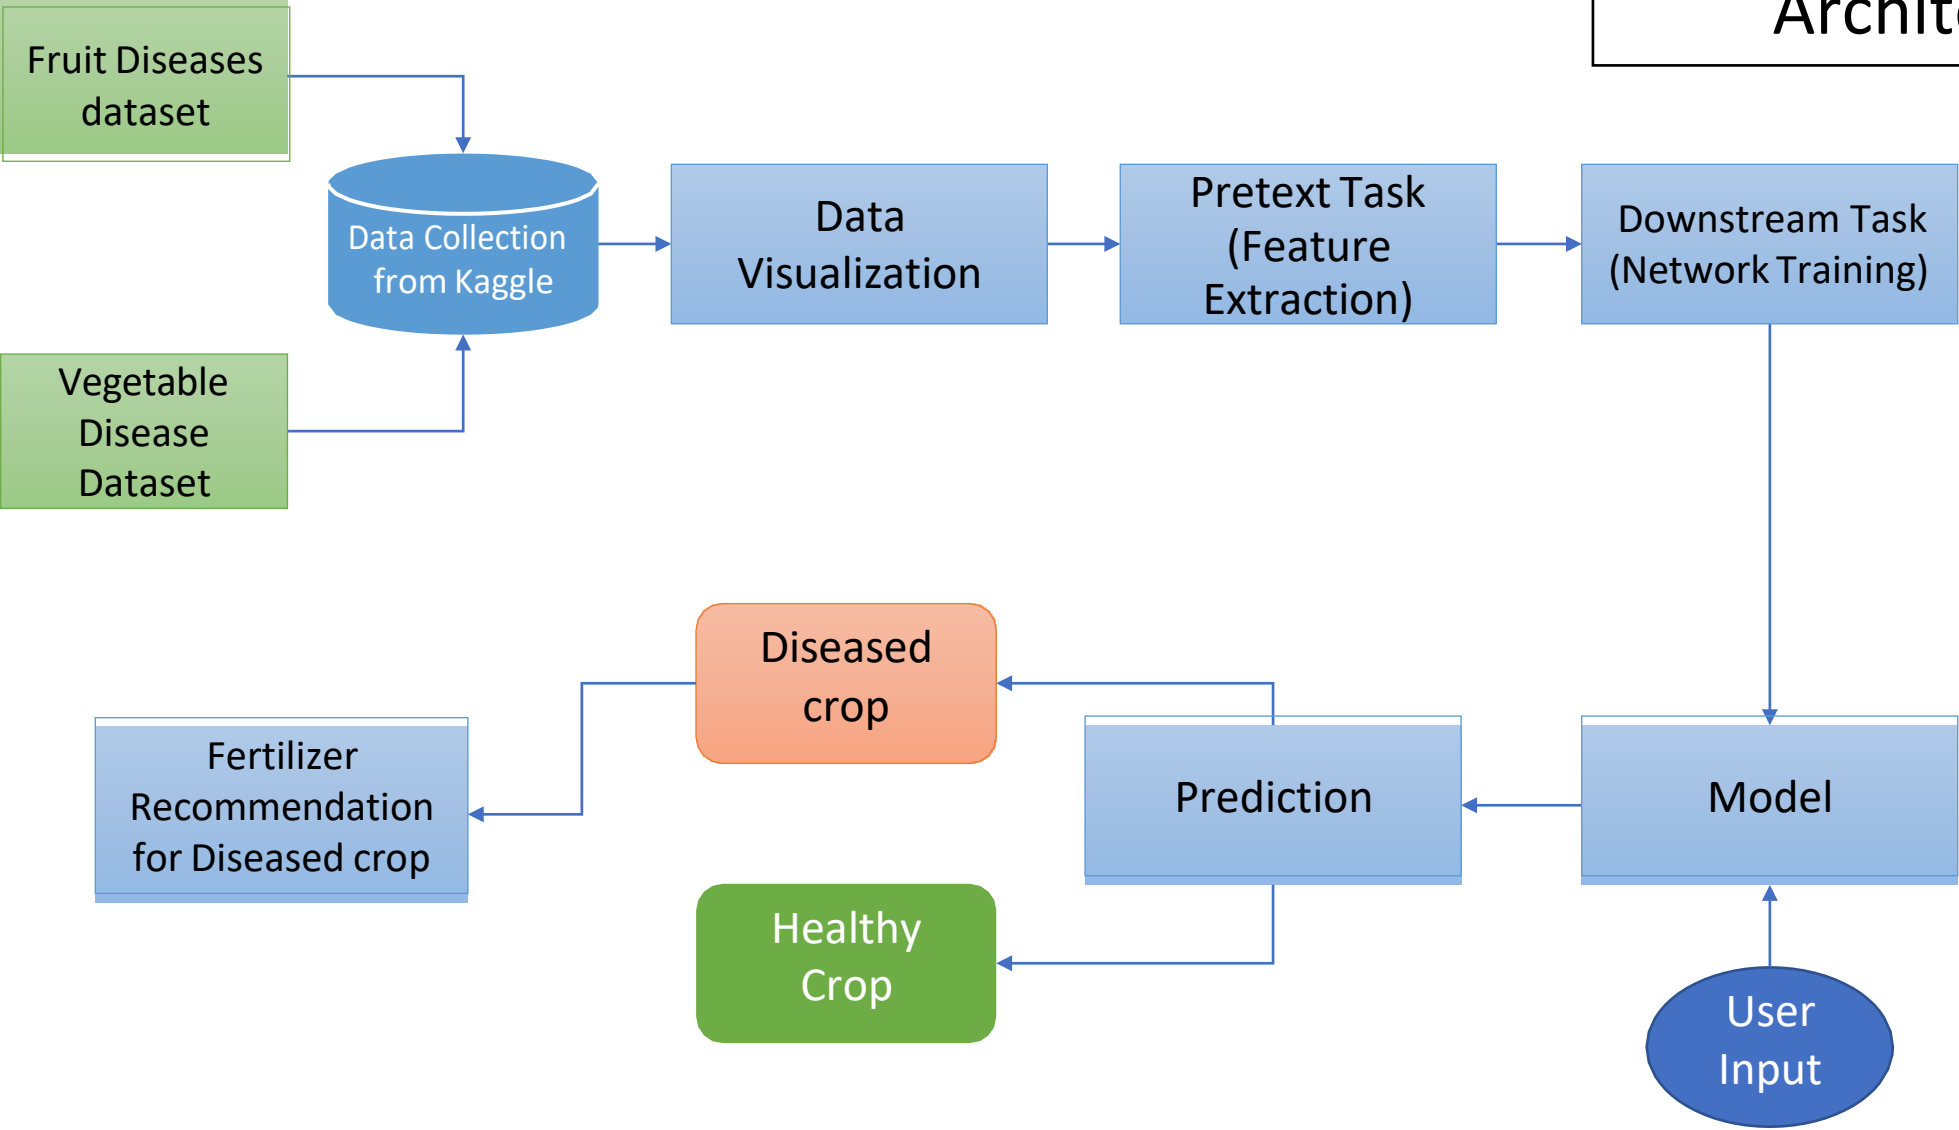 Fruit Diseases
dataset
Data Collection
from Kaggle
Vegetable
Disease
Dataset
Data
Visualization
Pretext Task
(Feature
Extraction)
Downstream Task
(Network Training)
Model
User
Input
Prediction
Diseased
crop
Healthy
Crop
Fertilizer
Recommendation
for Diseased crop